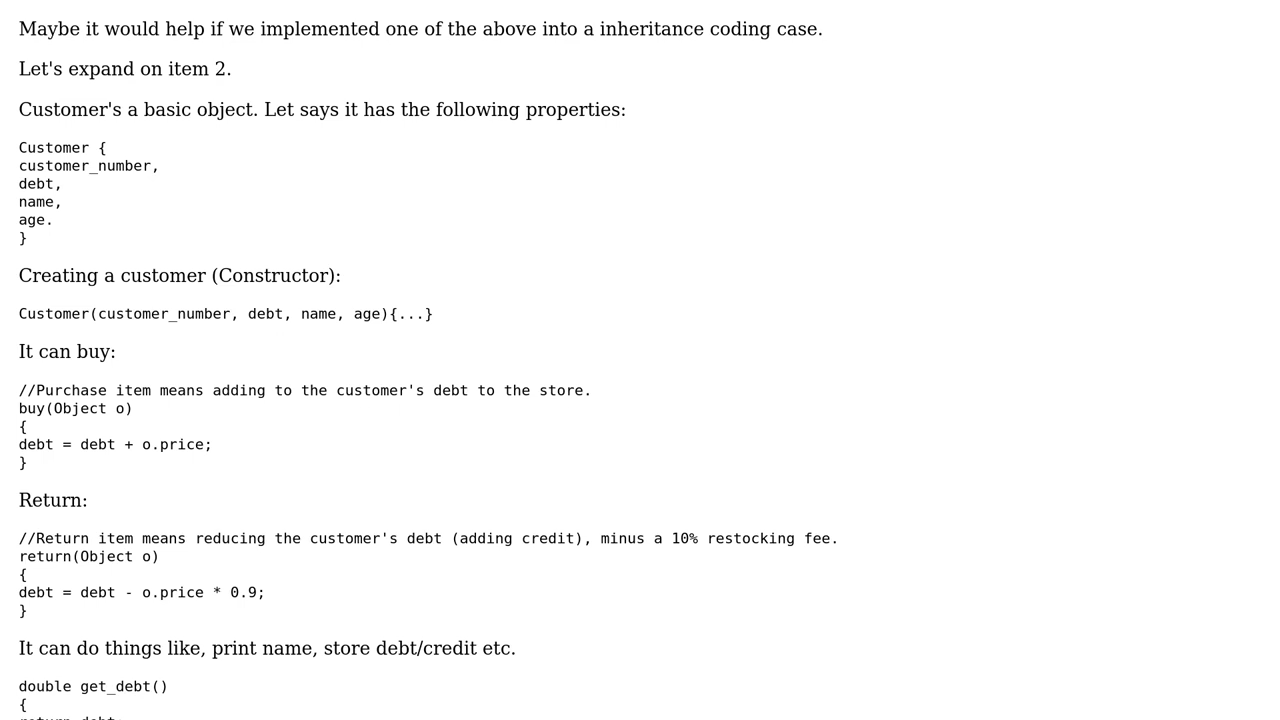 Maybe it would help if we implemented one of the above into a inheritance coding case.
Let's expand on item 2.
Customer's a basic object. Let says it has the following properties:
Customer {
customer_number,
debt,
name,
age.
}
Creating a customer (Constructor):
Customer(customer_number, debt, name, age){...}
It can buy:
//Purchase item means adding to the customer's debt to the store.
buy(Object o)
{
debt = debt + o.price;
}
Return:
//Return item means reducing the customer's debt (adding credit), minus a 10% restocking fee.
return(Object o)
{
debt = debt - o.price * 0.9;
}
It can do things like, print name, store debt/credit etc.
double get_debt()
{